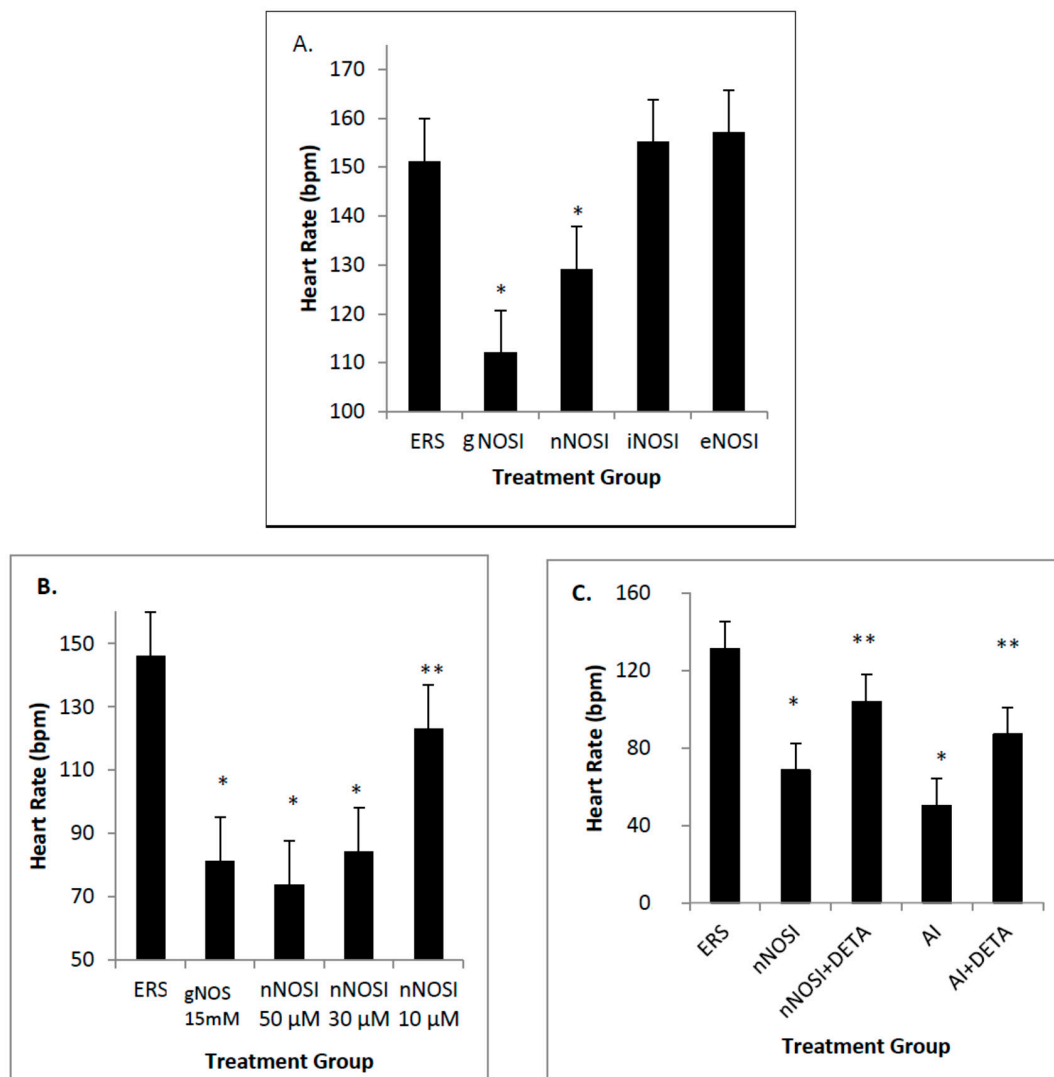 A.
170
160
150
140
130
120
110
100
Heart Rate (bpm)
*
*
ERS gNOSI nNOSI iNOSI eNOSI
Treatment Group
B.
150
130
110
90
70
50
Heart Rate (bpm)
*
*
*
**
ERS gNOS nNOSI nNOSI nNOSI
15mM 50 µM 30 µM 10 µM
Treatment Group
C.
160
120
80
40
0
Heart Rate (bpm)
*
**
*
**
ERS
nNOSI
nNOSI+DETA
AI
AI+DETA
Treatment Group